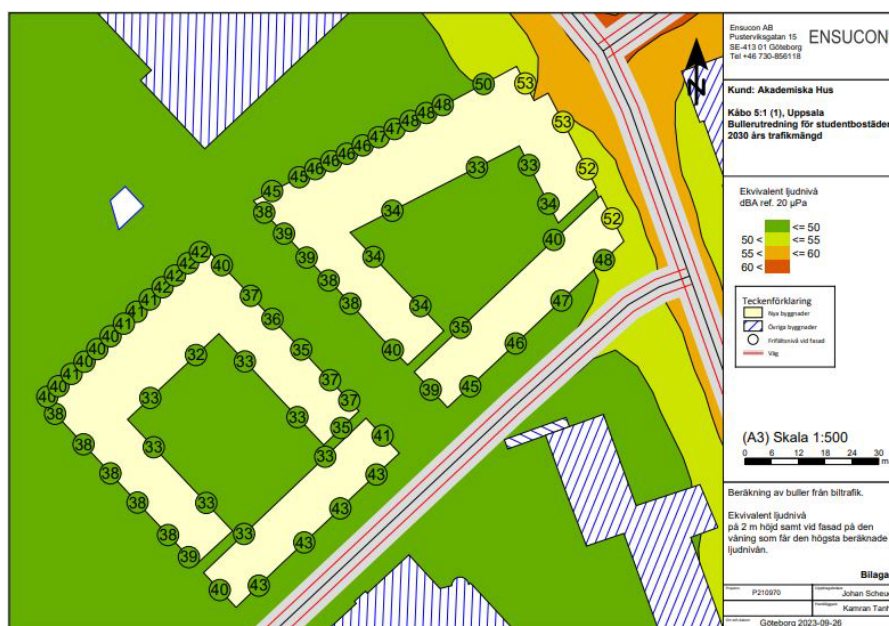 Ensucon AB
Pusterviksgatan 15
SE-413 01 Göteborg
Tel +46 730-856118
ENSUCON
Kund: Akademiska Hus
Kåbo 5:1 (1), Uppsala
Bullerutredning för studentbostäder
2030 års trafikmängd
Ekvivalent ljudnivå
dBA ref. 20 µPa
<= 50
50 < <= 55
55 < <= 60
60 <
Teckenförklaring
Nya byggnader
Övriga byggnader
Frifältsnivå vid fasad
Väg
(A3) Skala 1:500
0 6 12 18 24 30
m
Beräkning av buller från biltrafik.
Ekvivalent ljudnivå
på 2 m höjd samt vid fasad på den
våning som får den högsta beräknade
ljudnivån.
Bilaga
P210970
Johan Scheu
Kamran Tanh
Göteborg 2023-09-26
N
50 53
53
52
52
45 45 46 46 46 46 47 47 48 48 48
38 39 38 38 40
33 33 34 34 34 34
40 48 47 46 35 45 39
42 42 42 42 41 41 40 40 40 40 40
40 37 36 35 37 37
32 33 33 33 33 33
38 38 38 38 38 39
35 41 33 43 43 43 33 43 40